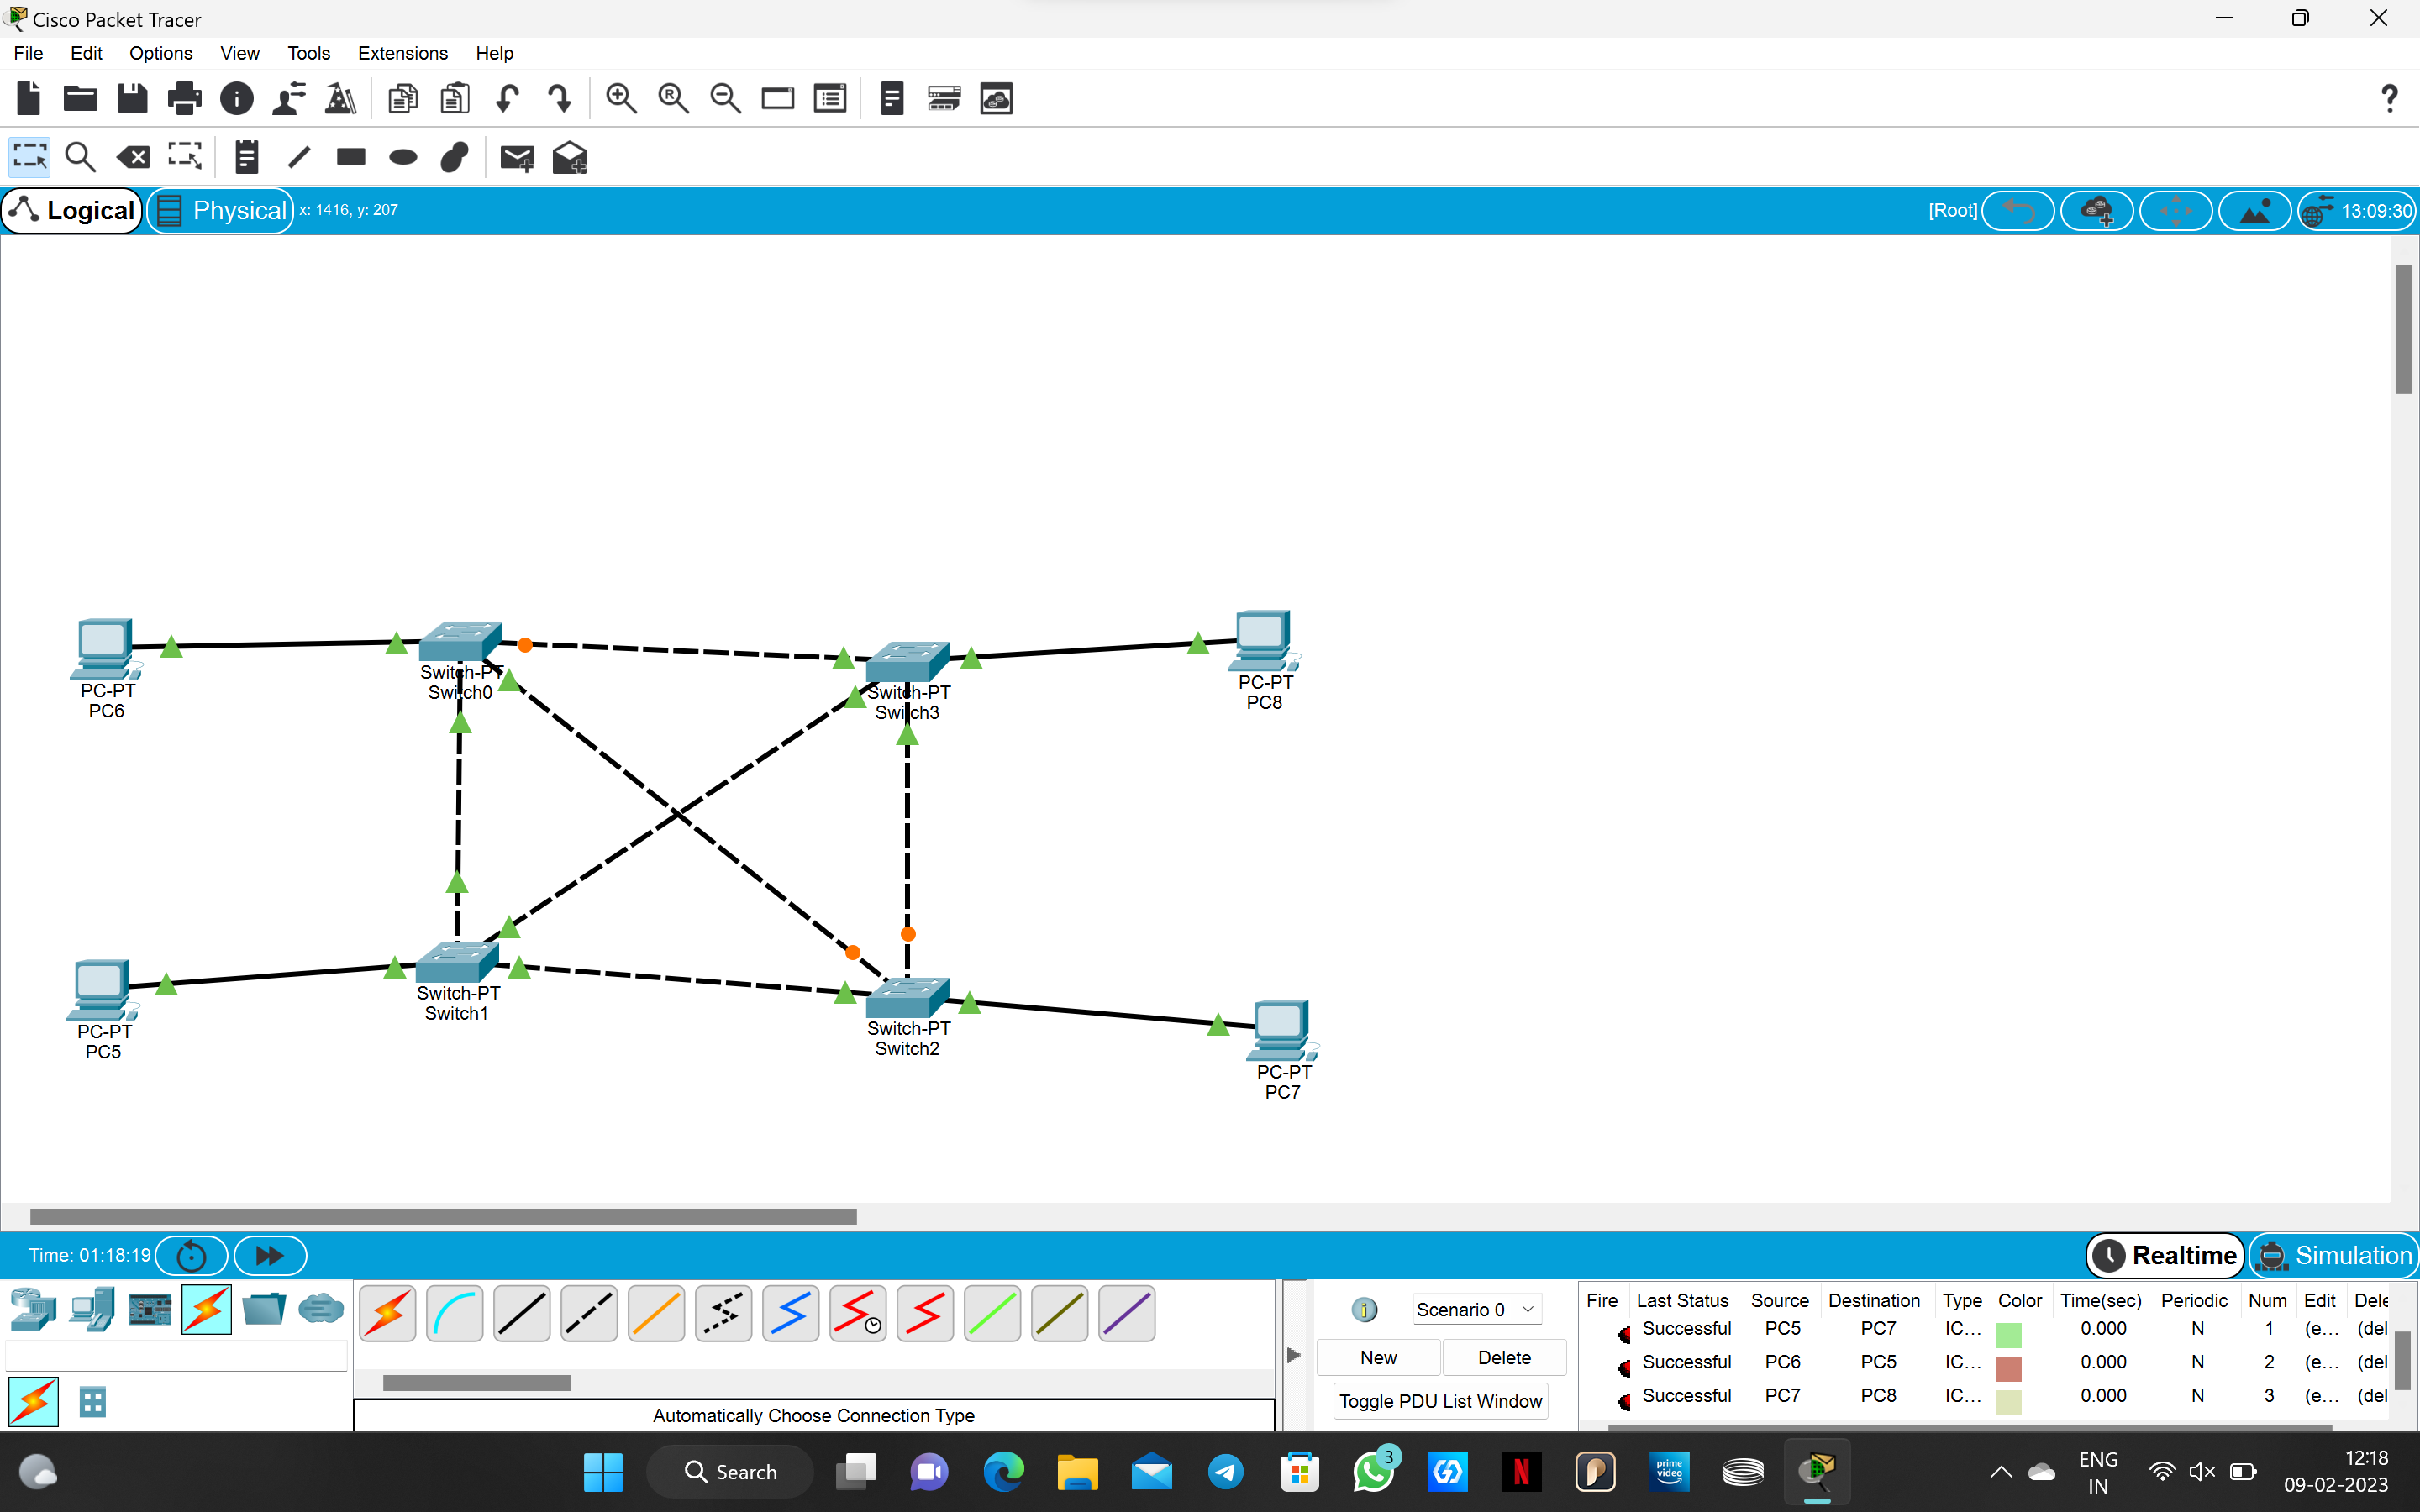 Cisco Packet Tracer
File Edit Options View Tools Extensions Help
Logical Physical x: 1416, y: 207 [Root] 13:09:30
PC-PT
PC6
Switch-PT
Switch0
Switch-PT
Switch3
PC-PT
PC8
PC-PT
PC5
Switch-PT
Switch1
Switch-PT
Switch2
PC-PT
PC7
Time: 01:18:19 Realtime Simulation
Scenario 0
New Delete
Toggle PDU List Window
Automatically Choose Connection Type
Fire Last Status Source Destination Type Color Time(sec) Periodic Num Edit Dele
Successful PC5 PC7 IC... 0.000 N 1 (e... (del
Successful PC6 PC5 IC... 0.000 N 2 (e... (del
Successful PC7 PC8 IC... 0.000 N 3 (e... (del
Search
3
prime
video
ENG
IN
12:18
09-02-2023